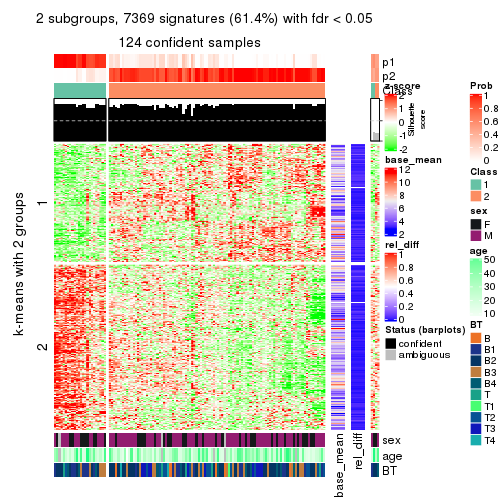 2 subgroups, 7369 signatures (61.4%) with fdr < 0.05
124 confident samples
p1
p2
Class
Silhouette
score
k-means with 2 groups
1
2
base_mean
rel_diff
sex
age
BT
z-score
2
1
0
-1
-2
base_mean
12
10
8
6
4
2
rel_diff
1
0.8
0.6
0.4
0.2
0
Status (barplots)
confident
ambiguous
Prob
1
0.8
0.6
0.4
0.2
0
Class
1
2
sex
F
M
age
50
40
30
20
10
BT
B
B1
B2
B3
B4
T
T1
T2
T3
T4